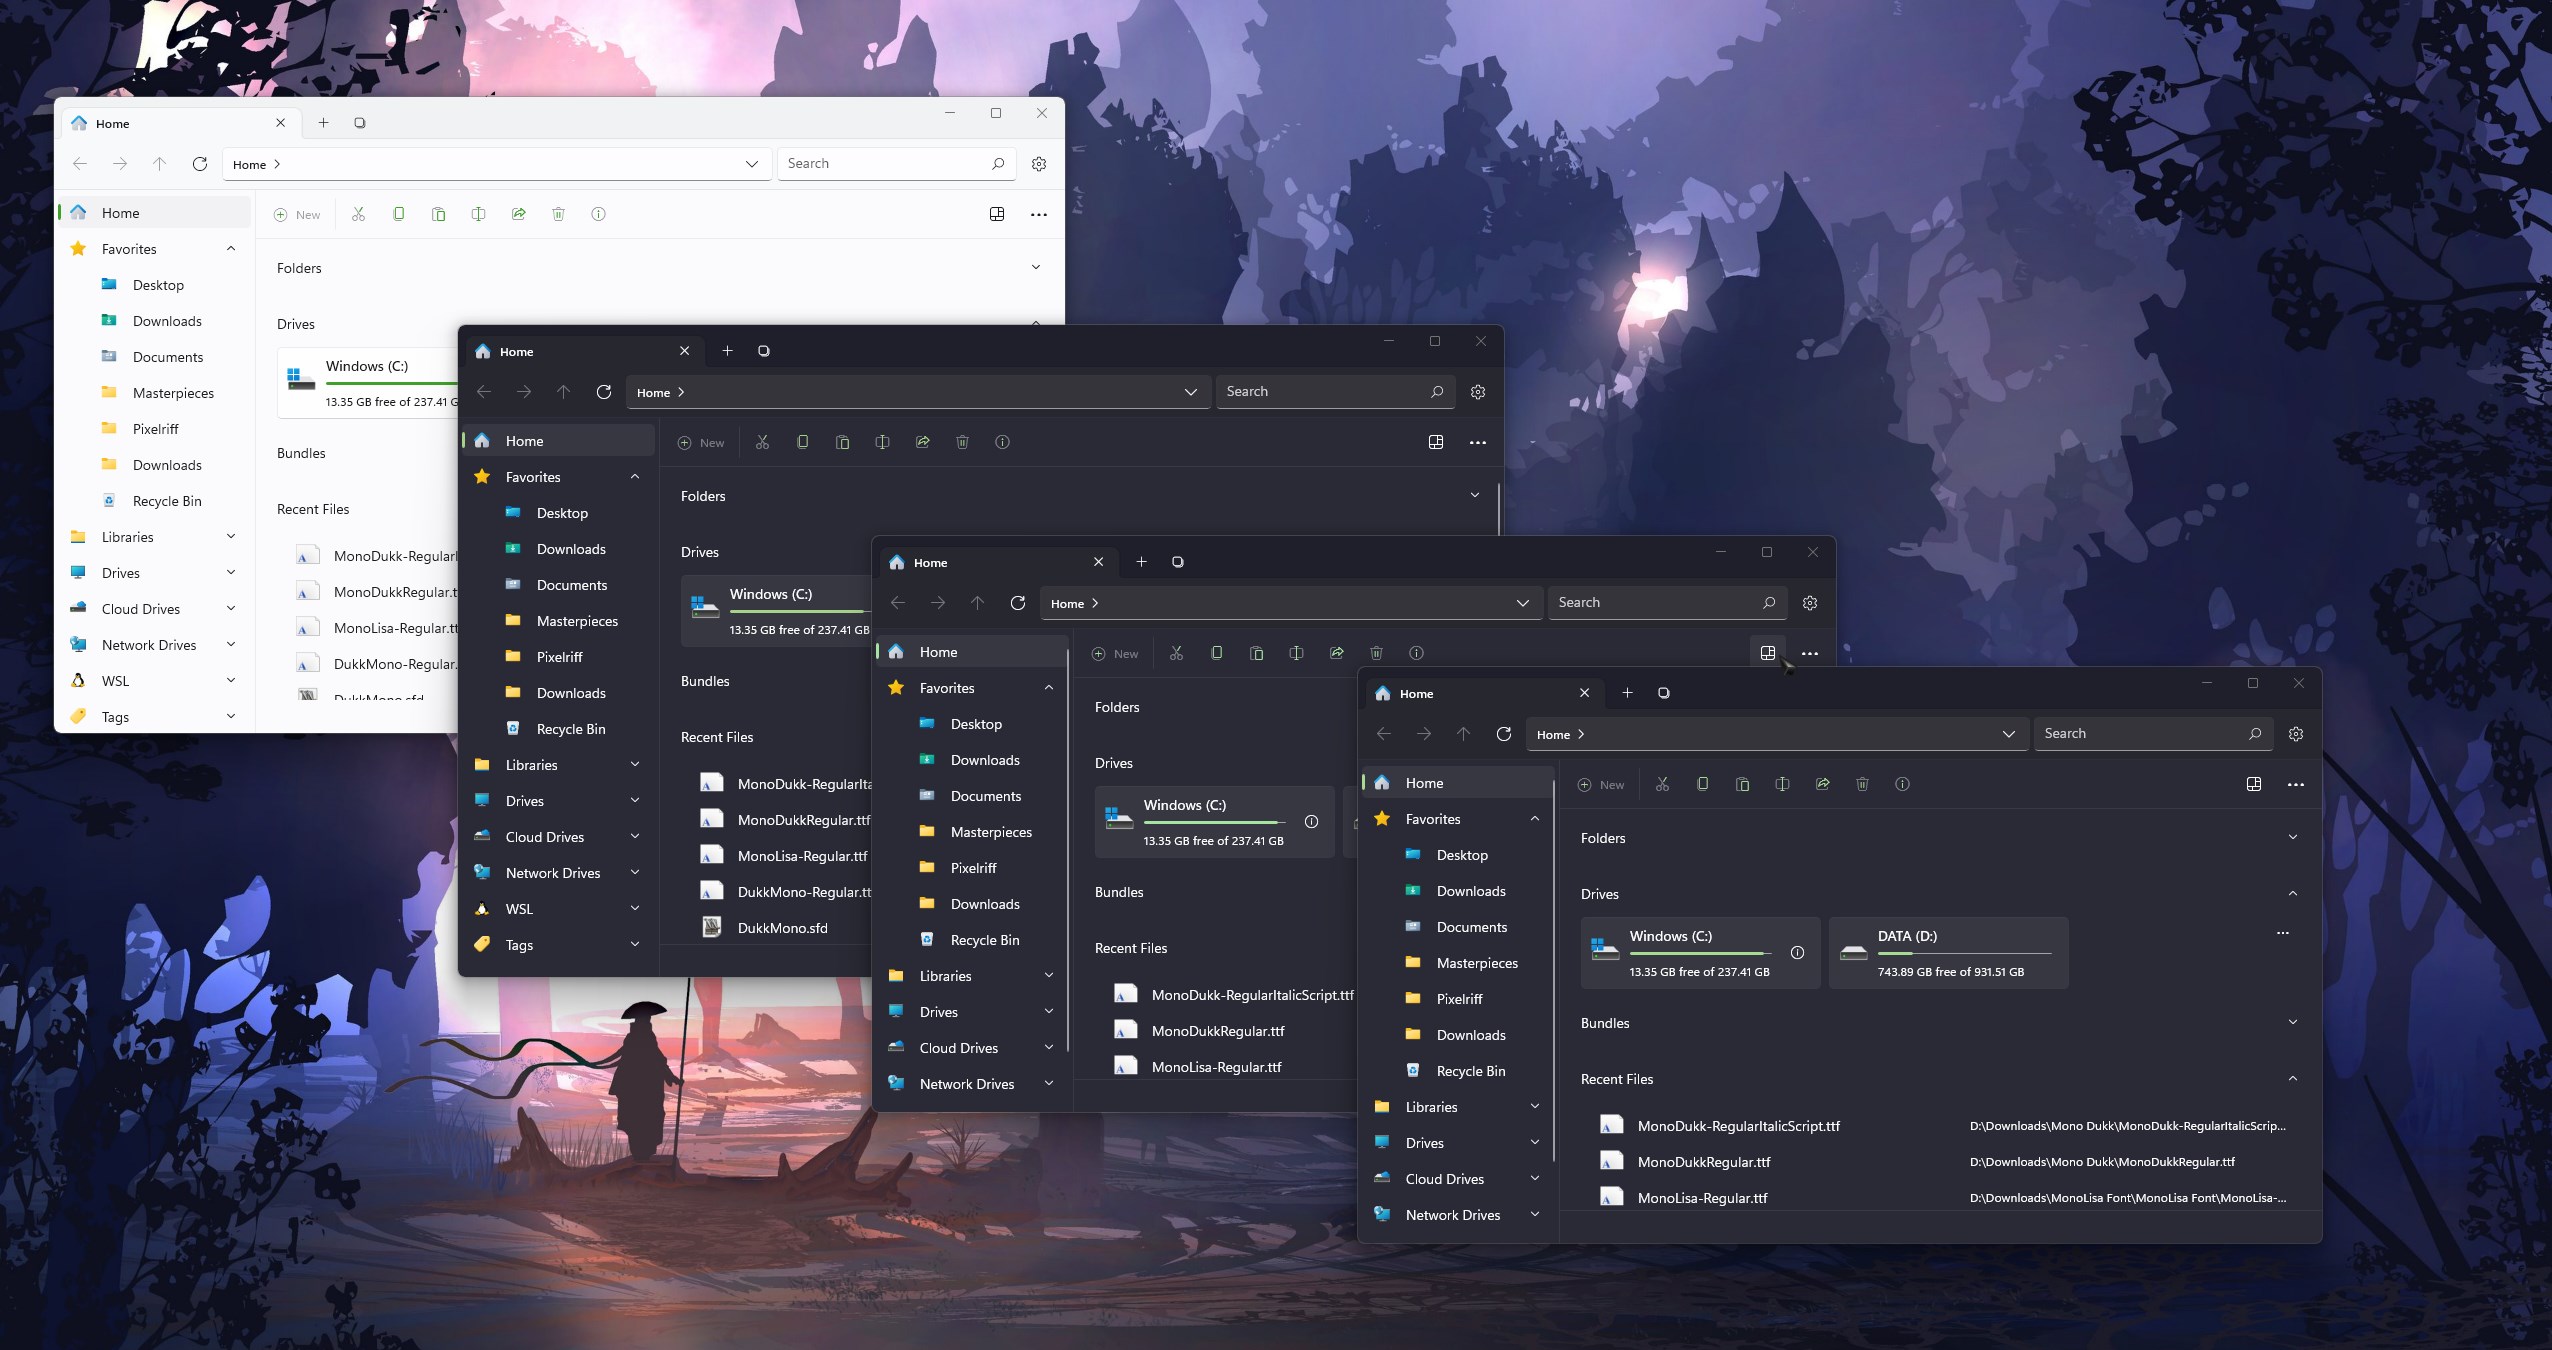 Home
Home
Search
Home
Favorites
Desktop
Downloads
Documents
Masterpieces
Pixelriff
Downloads
Recycle Bin
Libraries
Drives
Cloud Drives
Network Drives
WSL
Tags
New
Folders
Drives
Windows (C:)
13.35 GB free of 237.41 G
Bundles
Recent Files
MonoDukk-Regularl
MonoDukkRegular.t
MonoLisa-Regular.tt
DukkMono-Regular.
DukkMono.sfd
Home
Home
Search
Home
Favorites
Desktop
Downloads
Documents
Masterpieces
Pixelriff
Downloads
Recycle Bin
Libraries
Drives
Cloud Drives
Network Drives
WSL
Tags
New
Folders
Drives
Windows (C:)
13.35 GB free of 237.41 GB
Bundles
Recent Files
MonoDukk-RegularIta
MonoDukkRegular.ttf
MonoLisa-Regular.ttf
DukkMono-Regular.tt
DukkMono.sfd
Home
Home
Search
Home
Favorites
Desktop
Downloads
Documents
Masterpieces
Pixelriff
Downloads
Recycle Bin
Libraries
Drives
Cloud Drives
Network Drives
New
Folders
Drives
Windows (C:)
13.35 GB free of 237.41 GB
Bundles
Recent Files
MonoDukk-RegularItalicScript.ttf
MonoDukkRegular.ttf
MonoLisa-Regular.ttf
Home
Home
Search
Home
Favorites
Desktop
Downloads
Documents
Masterpieces
Pixelriff
Downloads
Recycle Bin
Libraries
Drives
Cloud Drives
Network Drives
New
Folders
Drives
Windows (C:)
13.35 GB free of 237.41 GB
DATA (D:)
743.89 GB free of 931.51 GB
Bundles
Recent Files
MonoDukk-RegularItalicScript.ttf D:\Downloads\Mono Dukk\MonoDukk-RegularItalicScrip...
MonoDukkRegular.ttf D:\Downloads\Mono Dukk\MonoDukkRegular.ttf
MonoLisa-Regular.ttf D:\Downloads\MonoLisa Font\MonoLisa Font\MonoLisa-...